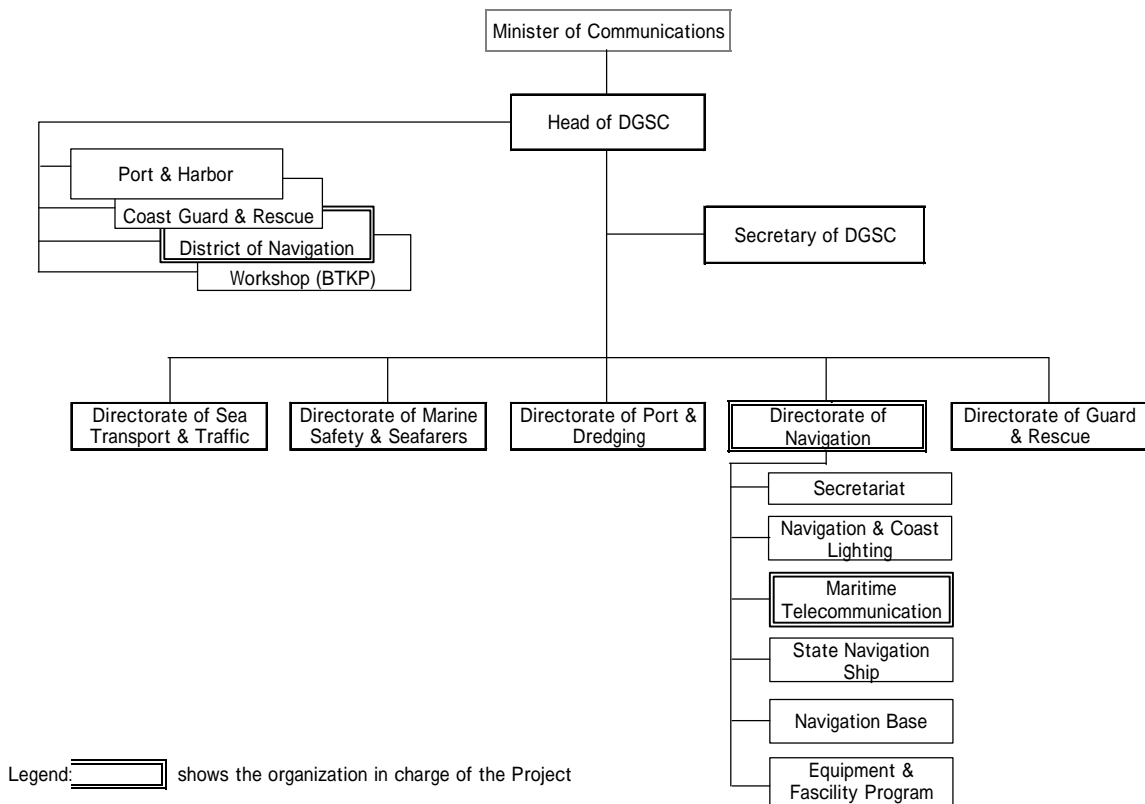 Minister of Communications
Head of DGSC
Port & Harbor
Coast Guard & Rescue
District of Navigation
Workshop (BTKP)
Secretary of DGSC
Directorate of Sea
Transport & Traffic
Directorate of Marine
Safety & Seafarers
Directorate of Port &
Dredging
Directorate of
Navigation
Directorate of Guard
& Rescue
Secretariat
Navigation & Coast
Lighting
Maritime
Telecommunication
State Navigation
Ship
Navigation Base
Equipment &
Fascility Program
Legend: shows the organization in charge of the Project